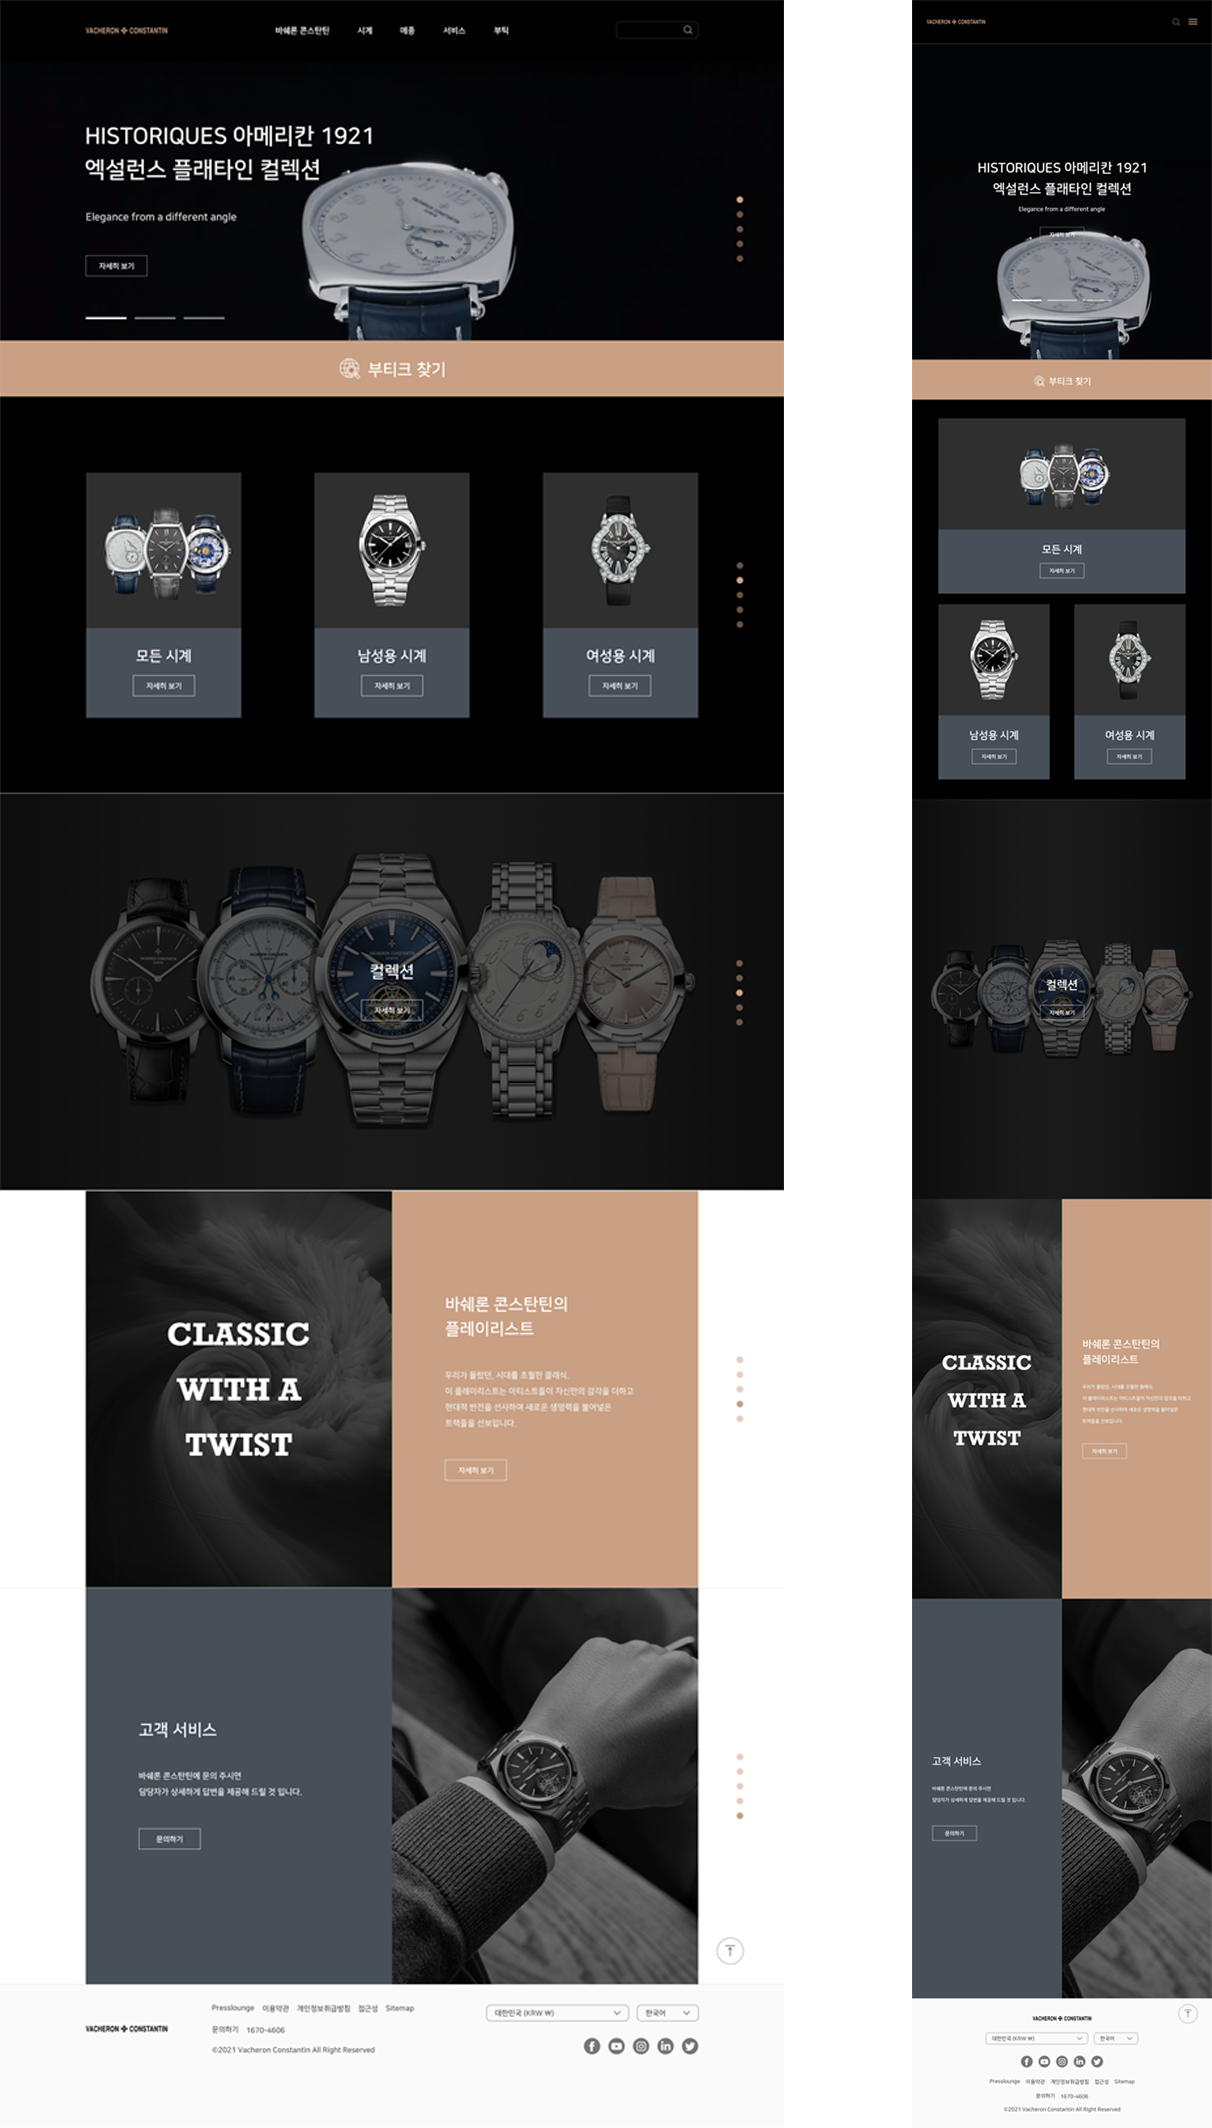 VACHERON CONSTANTIN
바쉐론 콘스탄틴 시계 메종 서비스 부틱
HISTORIQUES 아메리칸 1921
엑설런스 플래타인 컬렉션
Elegance from a different angle
자세히 보기
부티크 찾기
모든 시계
자세히 보기
남성용 시계
자세히 보기
여성용 시계
자세히 보기
컬렉션
자세히 보기
CLASSIC
WITH A
TWIST
바쉐론 콘스탄틴의
플레이리스트
우리가 들었던, 시대를 초월한 클래식.
이 플레이리스트는 아티스트들이 자신만의 감각을 더하고
현대적 반전을 선사하여 새로운 생명력을 불어넣은
트랙들을 선보입니다.
자세히 보기
고객 서비스
바쉐론 콘스탄틴에 문의 주시면
담당자가 상세하게 답변을 제공해 드릴 것 입니다.
문의하기
VACHERON CONSTANTIN
Presslounge 이용약관 개인정보취급방침 접근성 Sitemap
문의하기 1670-4606
©2021 Vacheron Constantin All Right Reserved
대한민국 (KRW ₩)
한국어
VACHERON CONSTANTIN
HISTORIQUES 아메리칸 1921
엑설런스 플래타인 컬렉션
Elegance from a different angle
자세히 보기
부티크 찾기
모든 시계
자세히 보기
남성용 시계
자세히 보기
여성용 시계
자세히 보기
컬렉션
자세히 보기
CLASSIC
WITH A
TWIST
바쉐론 콘스탄틴의
플레이리스트
우리가 들었던, 시대를 초월한 클래식.
이 플레이리스트는 아티스트들이 자신만의 감각을 더하고
현대적 반전을 선사하여 새로운 생명력을 불어넣은
트랙들을 선보입니다.
자세히 보기
고객 서비스
바쉐론 콘스탄틴에 문의 주시면
담당자가 상세하게 답변을 제공해 드릴 것 입니다.
문의하기
VACHERON CONSTANTIN
대한민국 (KRW ₩)
한국어
Presslounge 이용약관 개인정보취급방침 접근성 Sitemap
문의하기 1670-4606
©2021 Vacheron Constantin All Right Reserved